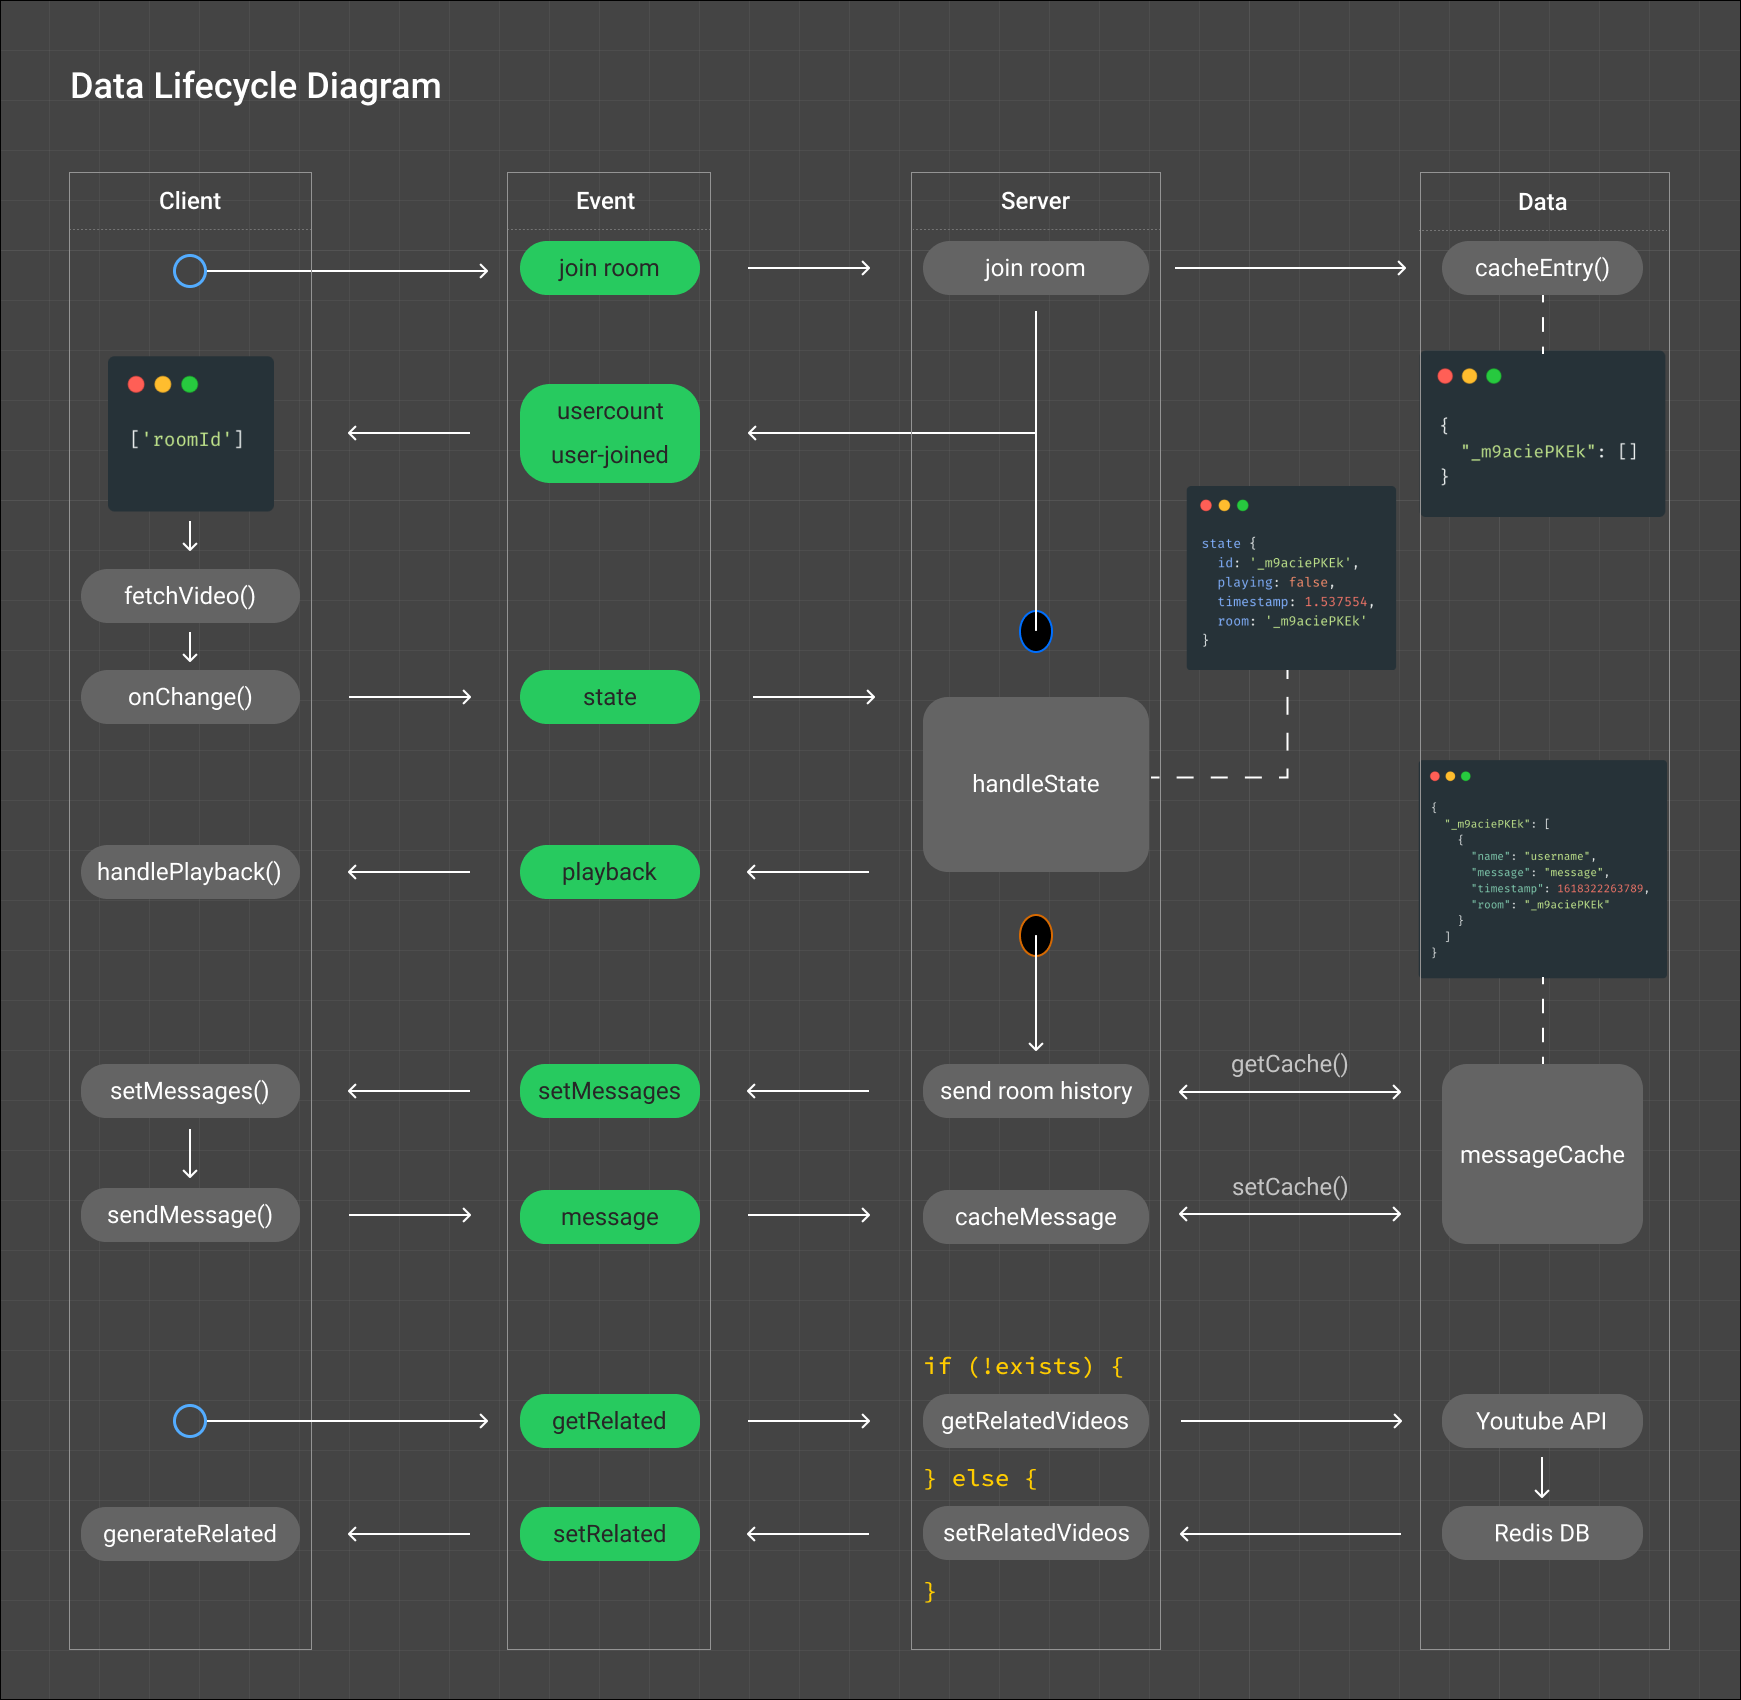 Data Lifecycle Diagram
Client
Event
Server
Data
join room
join room
cacheEntry()
['roomId']
usercount
user-joined
{
"_m9aciePKEk": []
}
state {
id: '_m9aciePKEk',
playing: false,
timestamp: 1.537554,
room: '_m9aciePKEk'
}
fetchVideo()
onChange()
state
handleState
handlePlayback()
playback
{
"_m9aciePKEk": [
{
"name": "username",
"message": "message",
"timestamp": 1618322263789,
"room": "_m9aciePKEk"
}
]
}
setMessages()
setMessages
send room history
getCache()
messageCache
sendMessage()
message
cacheMessage
setCache()
if (!exists) {
getRelated
getRelatedVideos
Youtube API
} else {
generateRelated
setRelated
setRelatedVideos
Redis DB
}